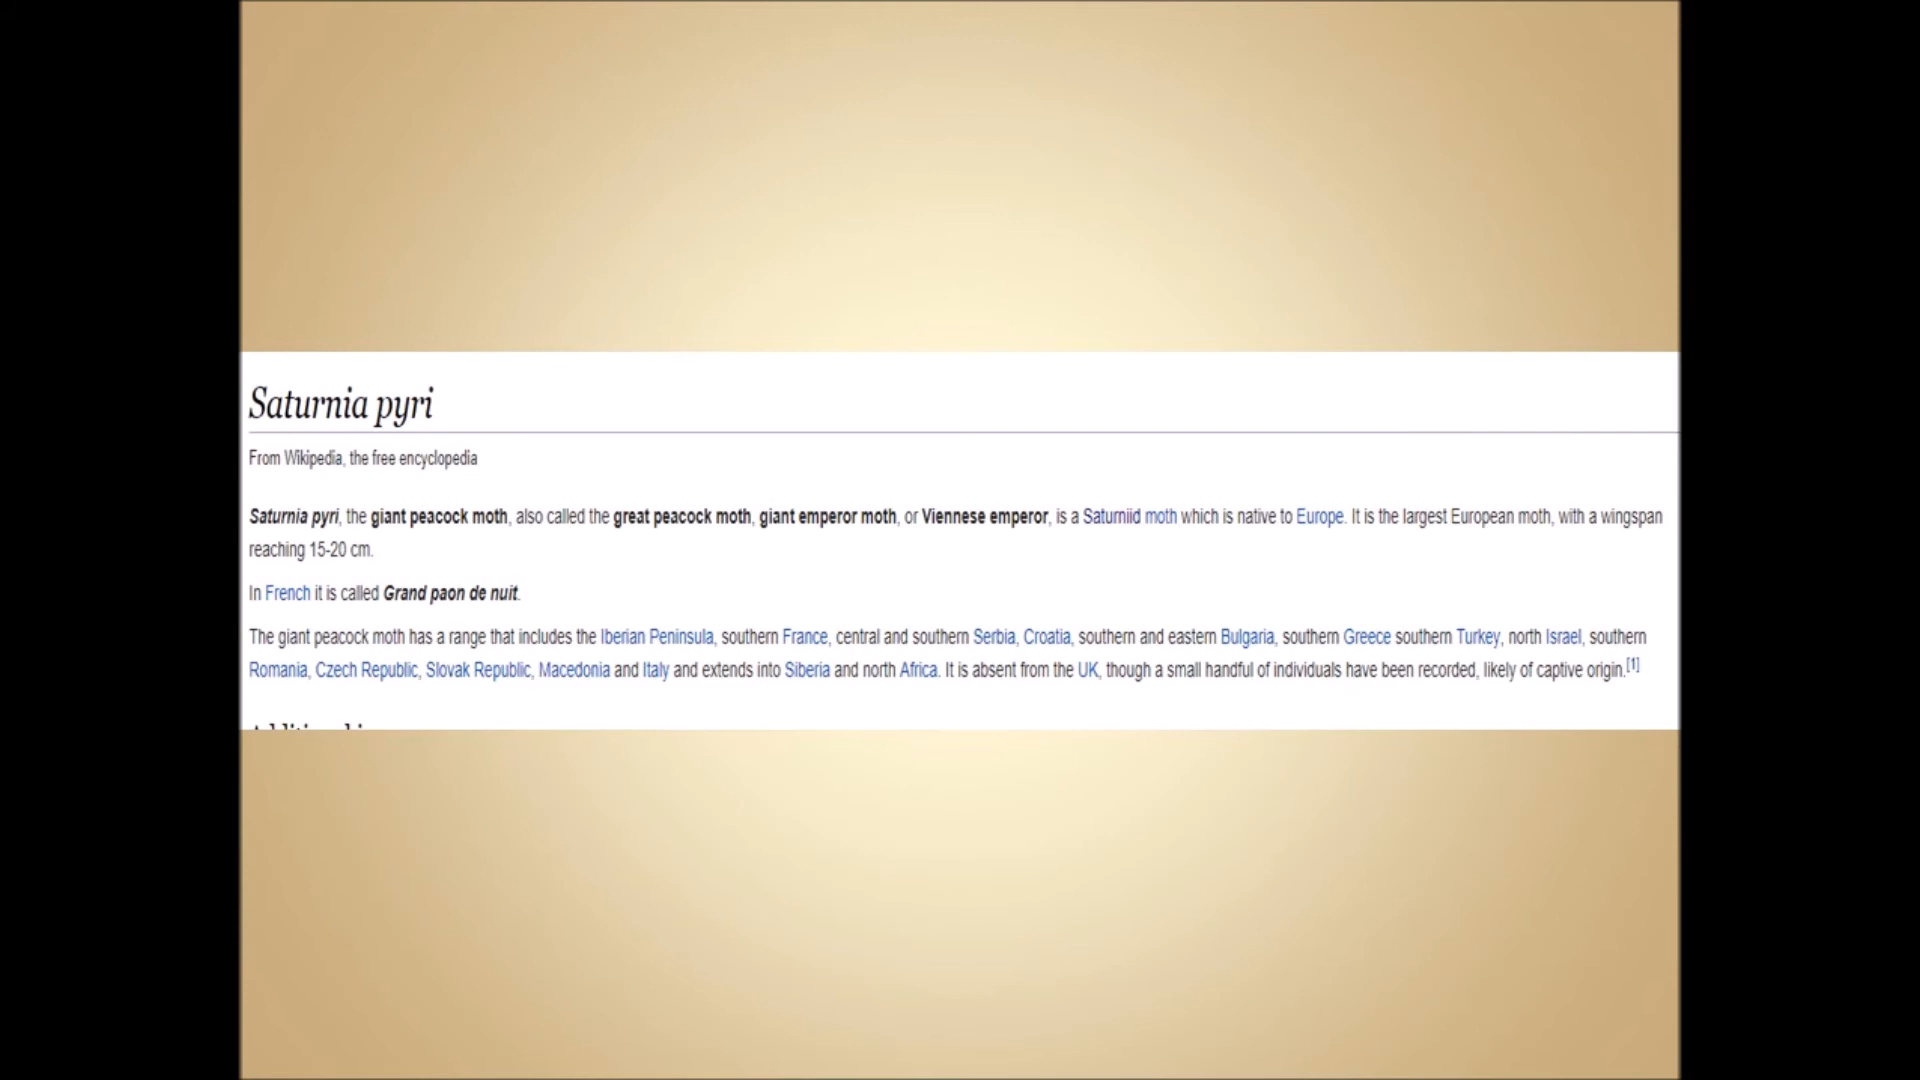 Saturnia pyri
From Wikipedia, the free encyclopedia
Saturnia pyri, the giant peacock moth, also called the great peacock moth, giant emperor moth, or Viennese emperor, is a Saturniid moth which is native to Europe. It is the largest European moth, with a wingspan
reaching 15-20 cm.
In French it is called Grand paon de nuit.
The giant peacock moth has a range that includes the Iberian Peninsula, southern France, central and southern Serbia, Croatia, southern and eastern Bulgaria, southern Greece southern Turkey, north Israel, southern
Romania, Czech Republic, Slovak Republic, Macedonia and Italy and extends into Siberia and north Africa. It is absent from the UK, though a small handful of individuals have been recorded, likely of captive origin.[1]